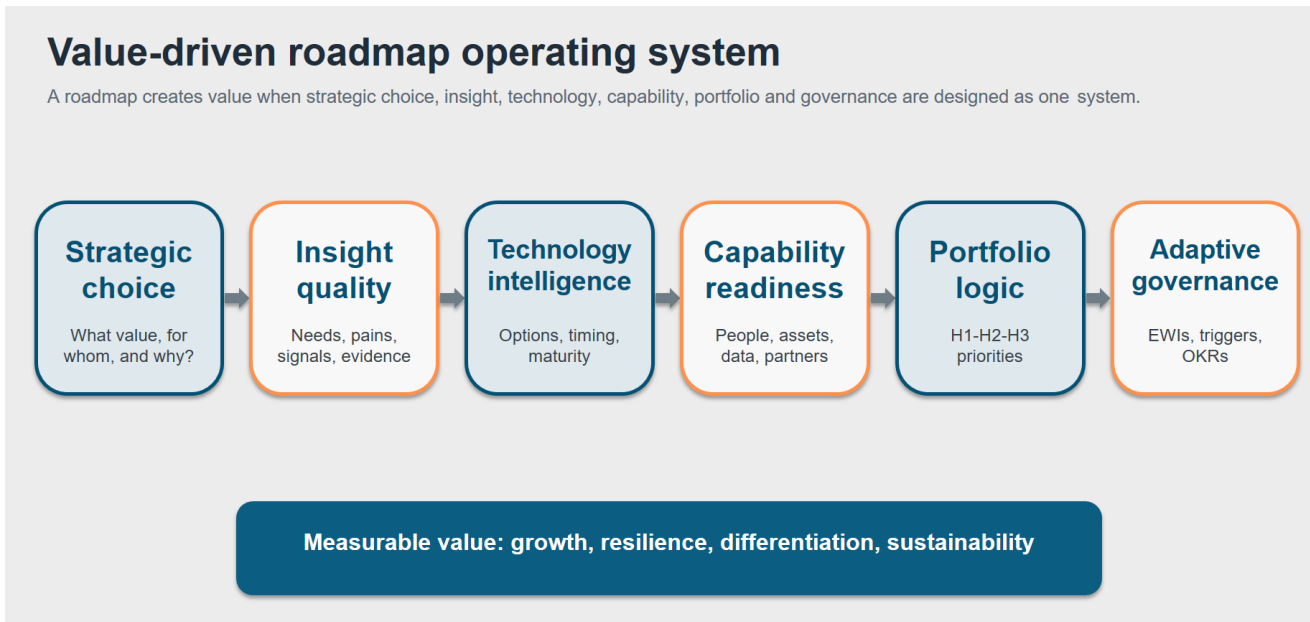 Value-driven roadmap operating system
A roadmap creates value when strategic choice, insight, technology, capability, portfolio and governance are designed as one system.
Strategic
choice
What value, for
whom, and why?
Insight
quality
Needs, pains,
signals, evidence
Technology
intelligence
Options, timing,
maturity
Capability
readiness
People, assets,
data, partners
Portfolio
logic
H1-H2-H3
priorities
Adaptive
governance
EWIs, triggers,
OKRs
Measurable value: growth, resilience, differentiation, sustainability